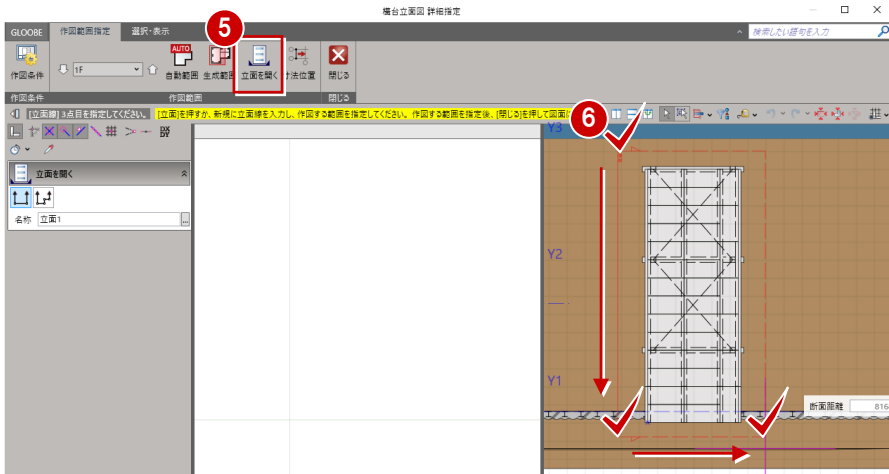 構台立面図 詳細指定
GLOOBE 作図範囲指定 選択・表示
検索したい語句を入力
5
作図条件
1F
AUTO
自動範囲 生成範囲 立面を開く 寸法位置 閉じる
作図条件 作図範囲 閉じる
[立面線] 3点目を指定してください。 [立面]を押すか、新規に立面線を入力し、作図する範囲を指定してください。作図する範囲を指定後、[閉じる]を押して図面に
6
立面を開く
名称 立面1 ...
Y3
Y2
Y1
断面距離 816